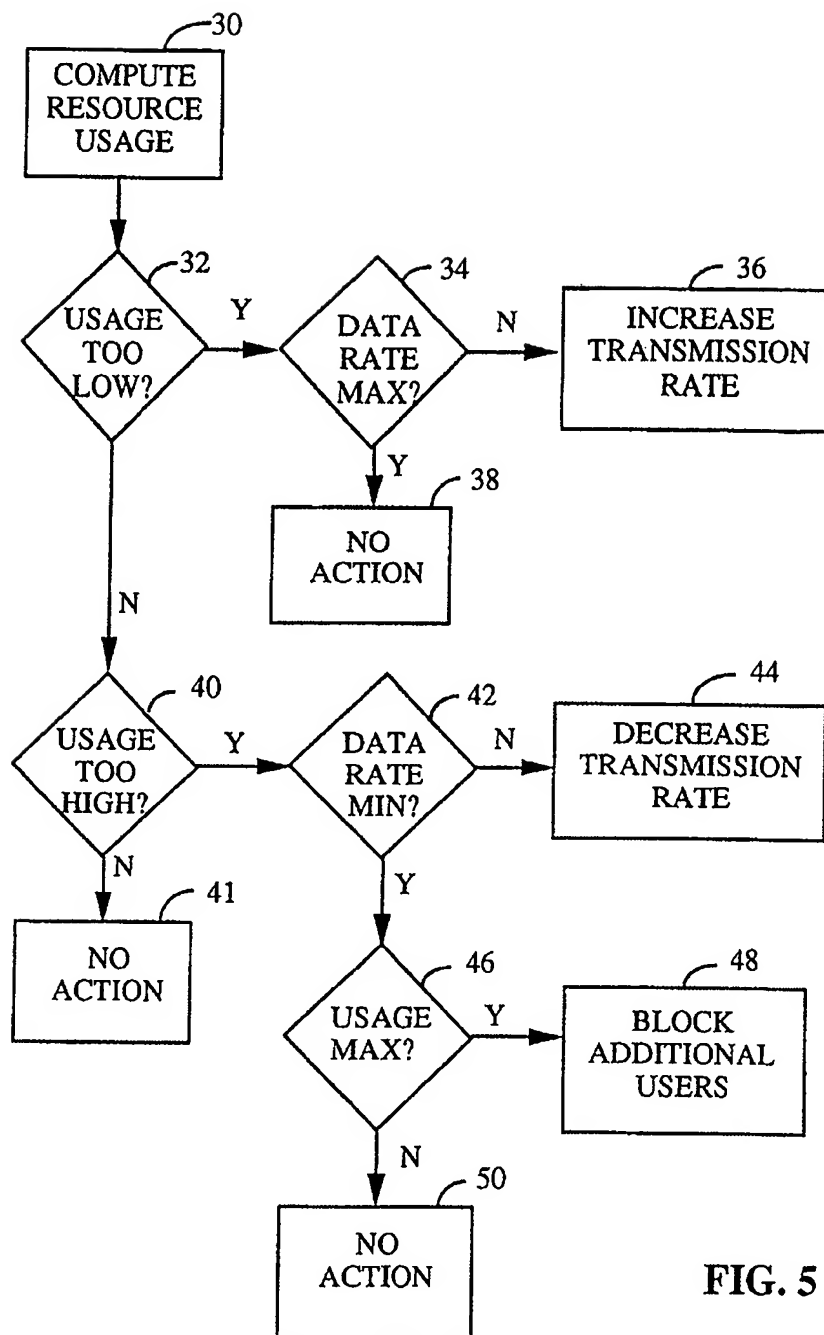 30
COMPUTE
RESOURCE
USAGE
32
USAGE
TOO
LOW?
Y
34
DATA
RATE
MAX?
N
36
INCREASE
TRANSMISSION
RATE
Y
38
NO
ACTION
N
40
USAGE
TOO
HIGH?
Y
42
DATA
RATE
MIN?
N
44
DECREASE
TRANSMISSION
RATE
N
41
NO
ACTION
Y
46
USAGE
MAX?
Y
48
BLOCK
ADDITIONAL
USERS
N
50
NO
ACTION
FIG. 5